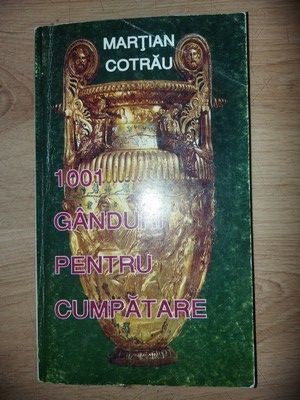 MARȚIAN
COTRĂU
1001
GÂNDURI
PENTRU
CUMPĂTARE